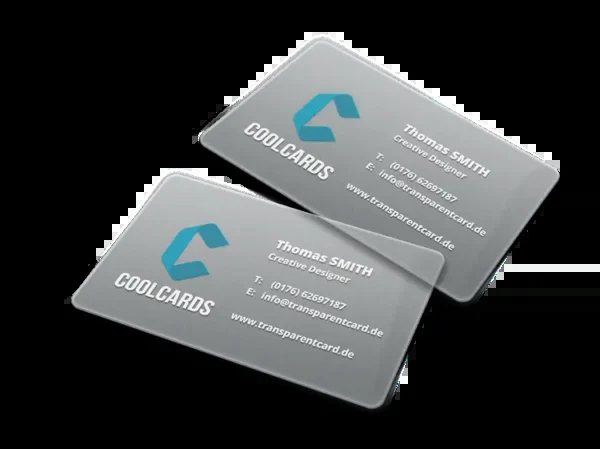 COOLCARDS
Thomas SMITH
Creative Designer
T: (0176) 62697187
E: info@transparentcard.de
www.transparentcard.de
COOLCARDS
Thomas SMITH
Creative Designer
T: (0176) 62697187
E: info@transparentcard.de
www.transparentcard.de